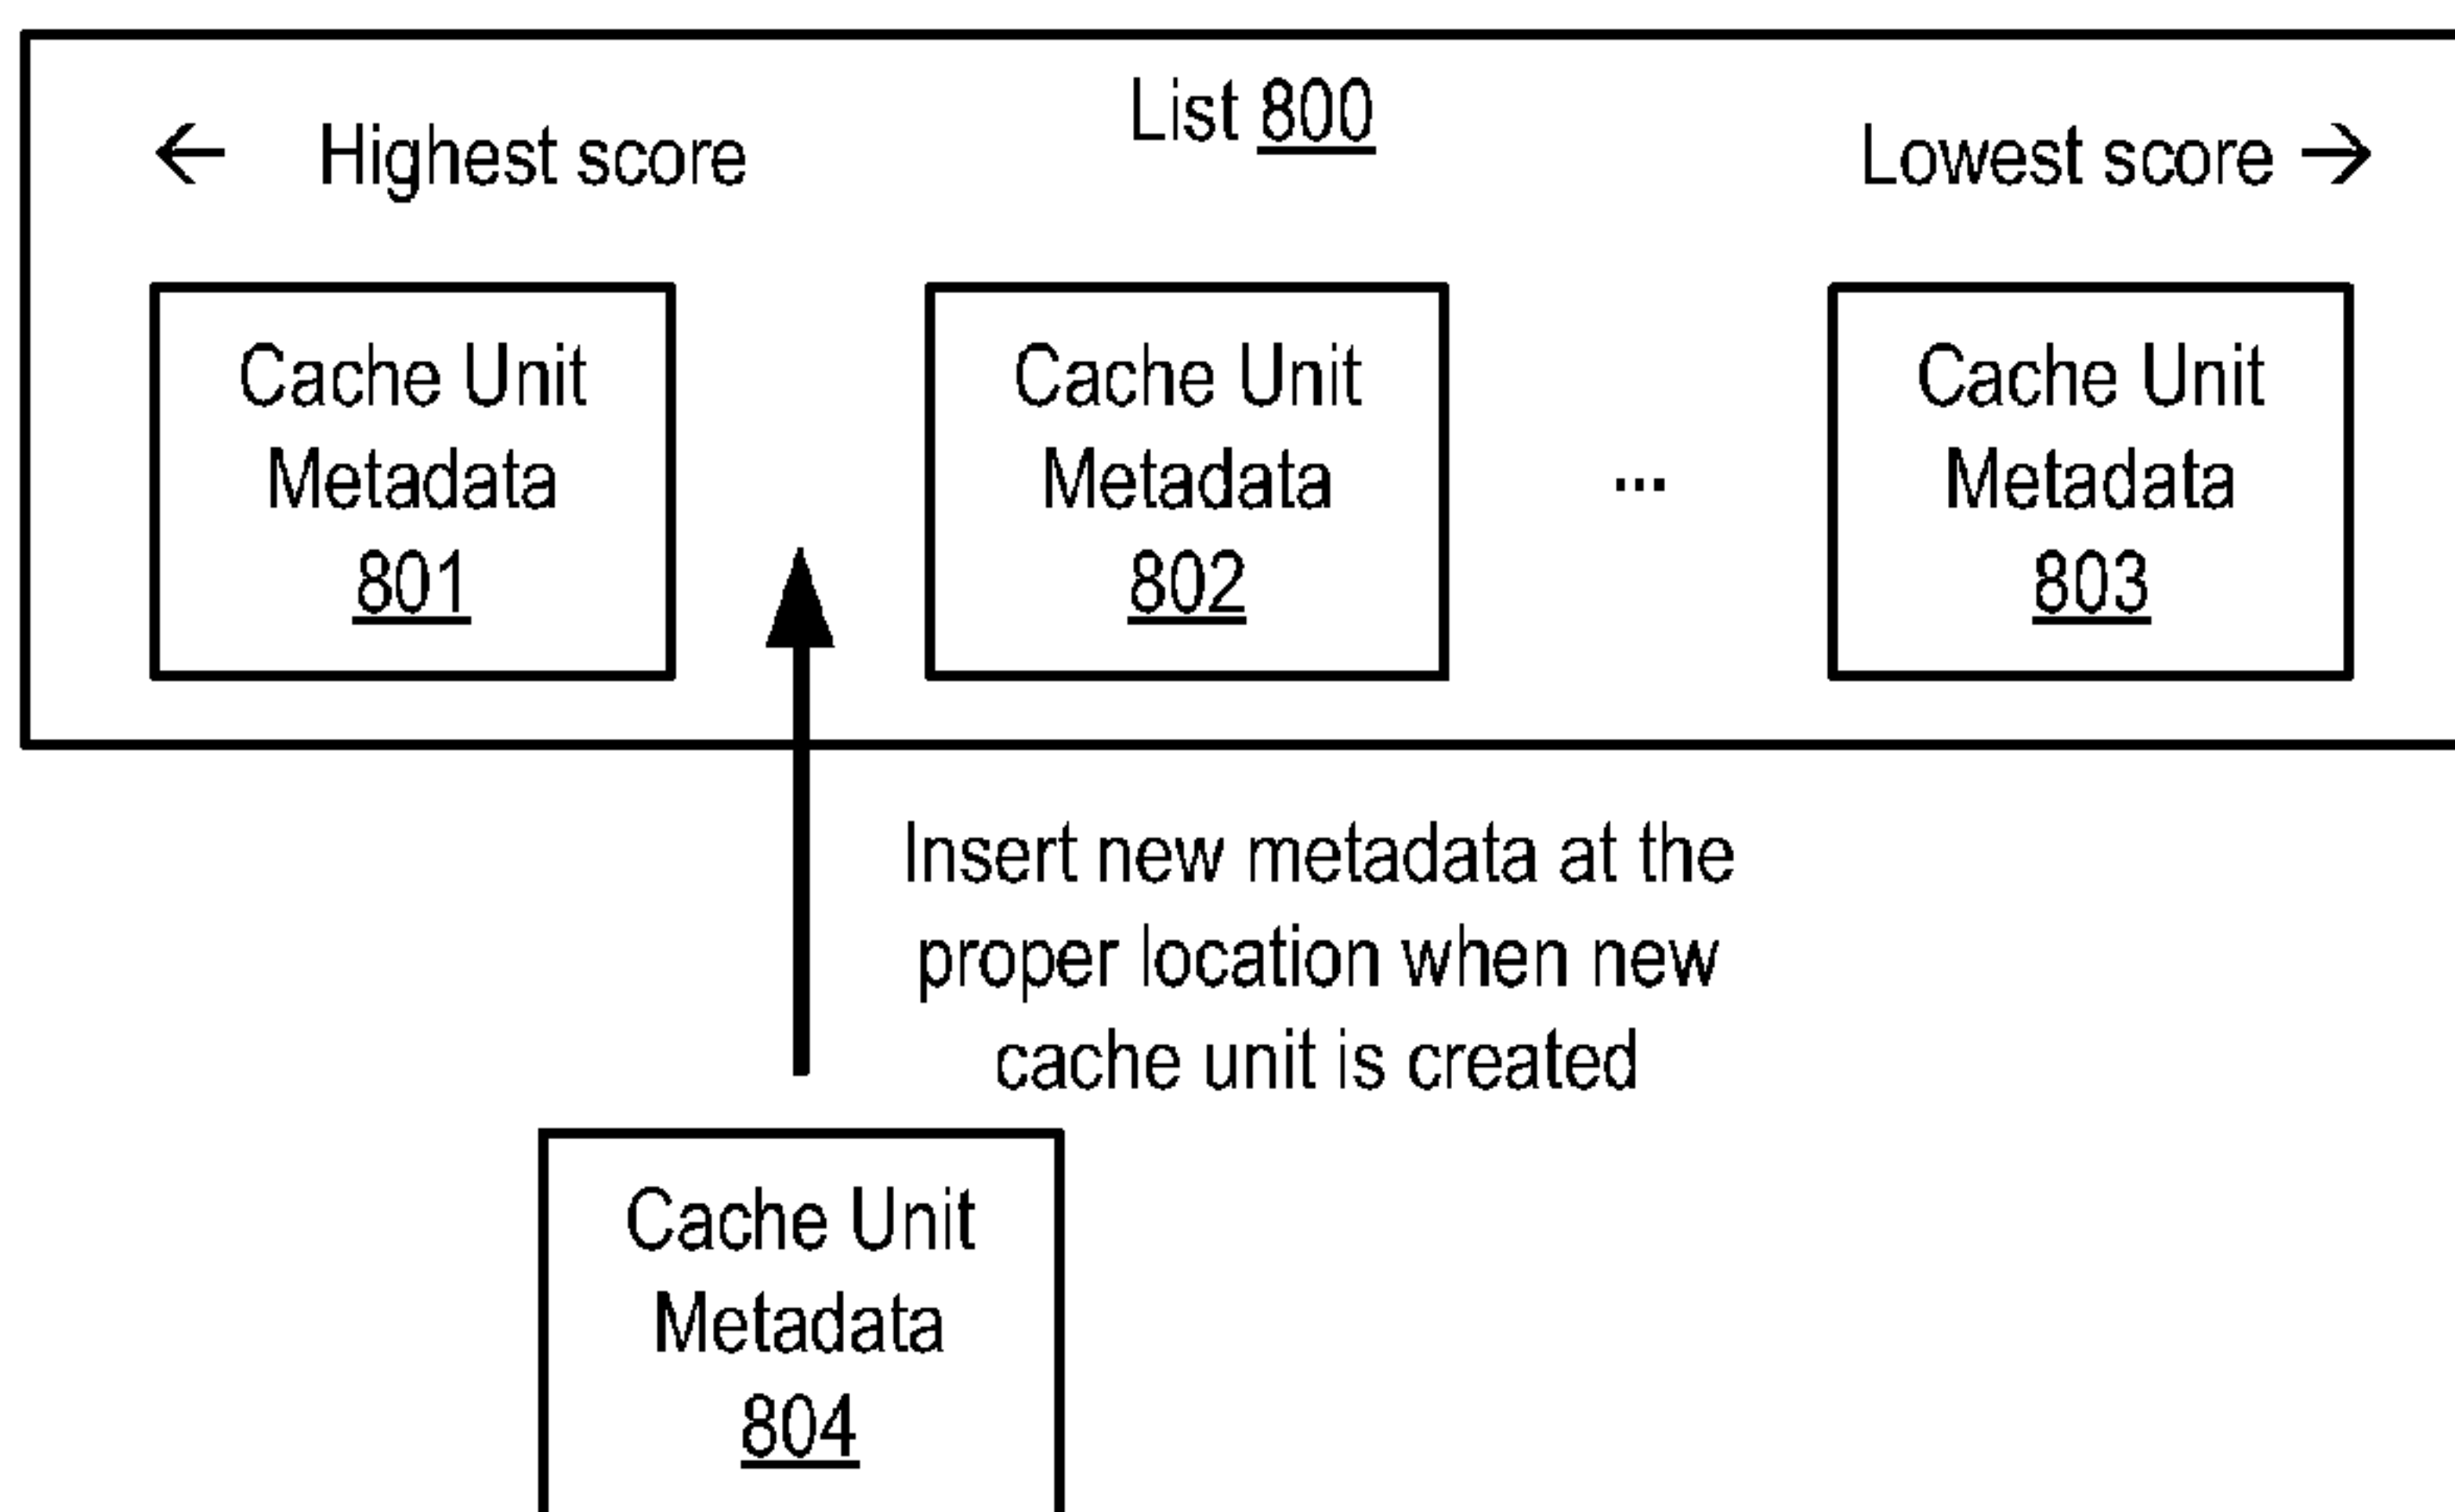 List 800
← Highest score
Lowest score →
Cache Unit
Metadata
801
Cache Unit
Metadata
802
...
Cache Unit
Metadata
803
Insert new metadata at the
proper location when new
cache unit is created
Cache Unit
Metadata
804